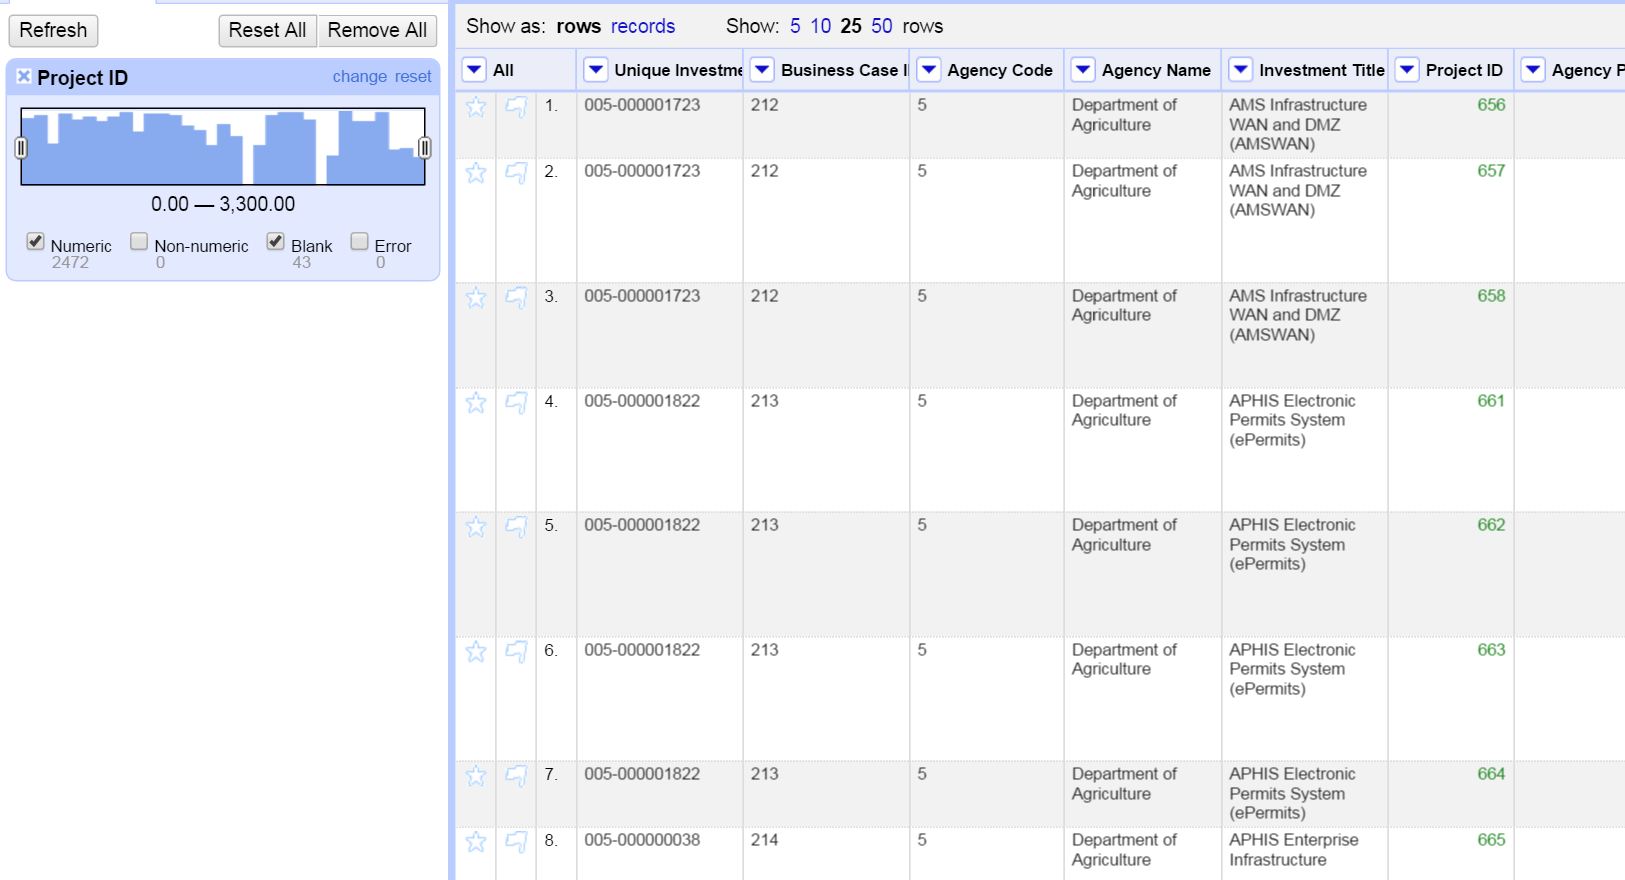 Refresh Reset All Remove All
Project ID change reset
0.00 — 3,300.00
Numeric Non-numeric Blank Error
2472 0 43 0
Show as: rows records Show: 5 10 25 50 rows
All Unique Investme Business Case I Agency Code Agency Name Investment Title Project ID Agency P
1. 005-000001723 212 5 Department of AMS Infrastructure 656
Agriculture WAN and DMZ
(AMSWAN)
2. 005-000001723 212 5 Department of AMS Infrastructure 657
Agriculture WAN and DMZ
(AMSWAN)
3. 005-000001723 212 5 Department of AMS Infrastructure 658
Agriculture WAN and DMZ
(AMSWAN)
4. 005-000001822 213 5 Department of APHIS Electronic 661
Agriculture Permits System
(ePermits)
5. 005-000001822 213 5 Department of APHIS Electronic 662
Agriculture Permits System
(ePermits)
6. 005-000001822 213 5 Department of APHIS Electronic 663
Agriculture Permits System
(ePermits)
7. 005-000001822 213 5 Department of APHIS Electronic 664
Agriculture Permits System
(ePermits)
8. 005-000000038 214 5 Department of APHIS Enterprise 665
Agriculture Infrastructure